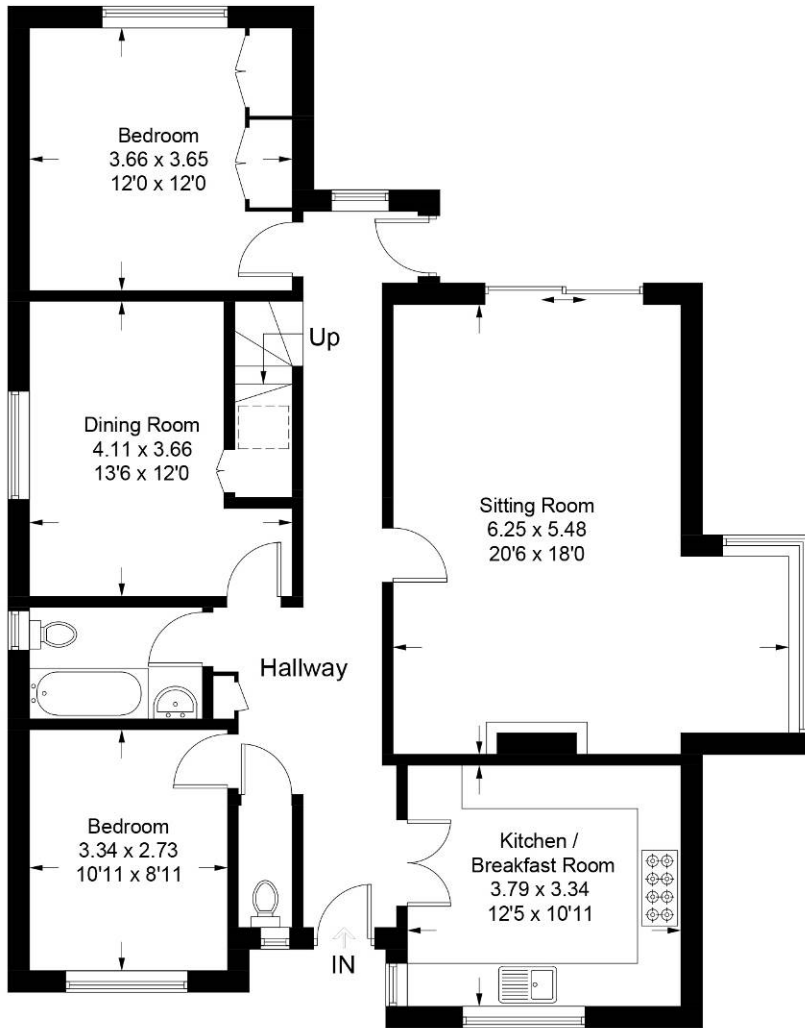 Bedroom
3.66 x 3.65
12'0 x 12'0
Up
Dining Room
4.11 x 3.66
13'6 x 12'0
Sitting Room
6.25 x 5.48
20'6 x 18'0
Hallway
Bedroom
3.34 x 2.73
10'11 x 8'11
Kitchen /
Breakfast Room
3.79 x 3.34
12'5 x 10'11
IN